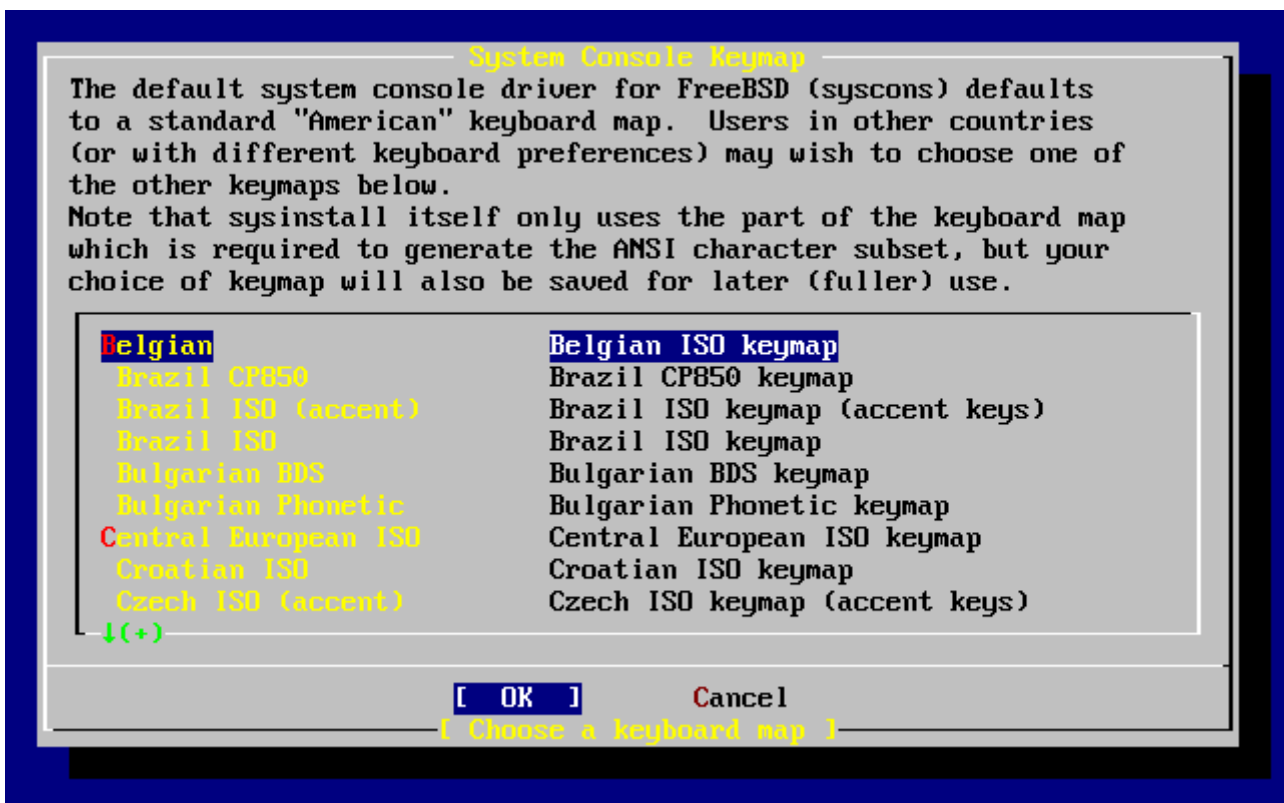 System Console Keymap
The default system console driver for FreeBSD (syscons) defaults
to a standard "American" keyboard map.  Users in other countries
(or with different keyboard preferences) may wish to choose one of
the other keymaps below.
Note that sysinstall itself only uses the part of the keyboard map
which is required to generate the ANSI character subset, but your
choice of keymap will also be saved for later (fuller) use.
Belgian Belgian ISO keymap
Brazil CP850 Brazil CP850 keymap
Brazil ISO (accent) Brazil ISO keymap (accent keys)
Brazil ISO Brazil ISO keymap
Bulgarian BDS Bulgarian BDS keymap
Bulgarian Phonetic Bulgarian Phonetic keymap
Central European ISO Central European ISO keymap
Croatian ISO Croatian ISO keymap
Czech ISO (accent) Czech ISO keymap (accent keys)
↓(+)
[ OK ] Cancel
[ Choose a keyboard map ]